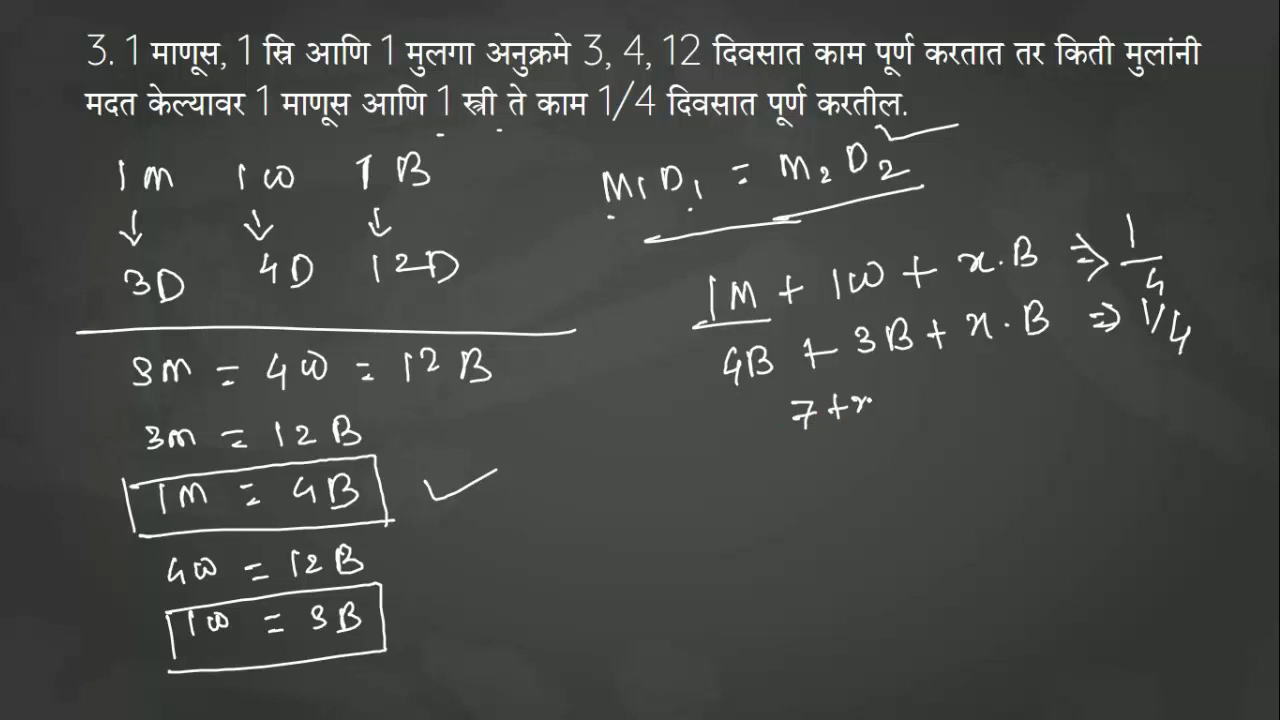 3. 1 माणूस, 1 स्रि आणि 1 मुलगा अनुक्रमे 3, 4, 12 दिवसात काम पूर्ण करतात तर किती मुलांनी
मदत केल्यावर 1 माणूस आणि 1 स्त्री ते काम 1/4 दिवसात पूर्ण करतील.
1M 1W 1B
↓ ↓ ↓
3D 4D 12D
3M = 4W = 12B
3M = 12B
1M = 4B ✓
4W = 12B
1W = 3B
M1D1 = M2D2
1M + 1W + x.B ⇒ 1/4
4B + 3B + x.B ⇒ 1/4
7+x